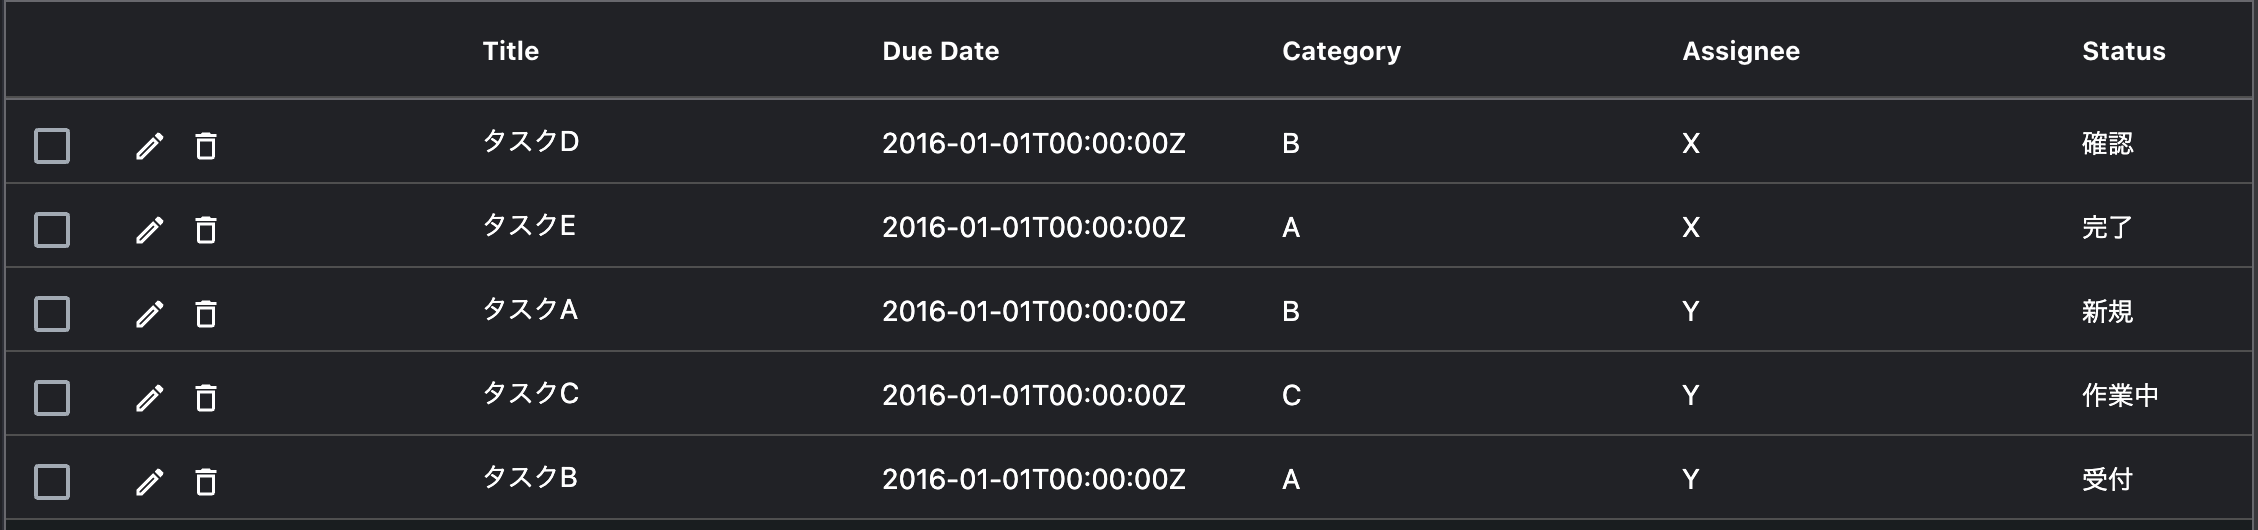 Title Due Date Category Assignee Status
タスクD 2016-01-01T00:00:00Z B X 確認
タスクE 2016-01-01T00:00:00Z A X 完了
タスクA 2016-01-01T00:00:00Z B Y 新規
タスクC 2016-01-01T00:00:00Z C Y 作業中
タスクB 2016-01-01T00:00:00Z A Y 受付